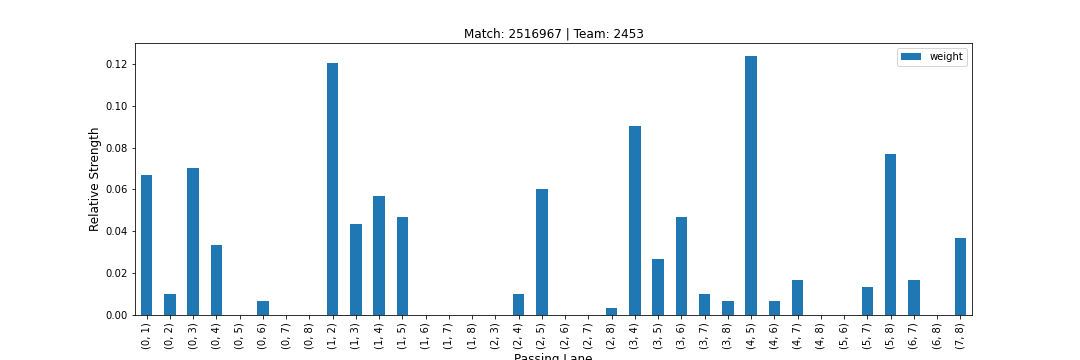 Match: 2516967 | Team: 2453
weight
Relative Strength
0.12
0.10
0.08
0.06
0.04
0.02
0.00
(0, 1) (0, 2) (0, 3) (0, 4) (0, 5) (0, 6) (0, 7) (0, 8) (1, 2) (1, 3) (1, 4) (1, 5) (1, 6) (1, 7) (1, 8) (2, 3) (2, 4) (2, 5) (2, 6) (2, 7) (2, 8) (3, 4) (3, 5) (3, 6) (3, 7) (3, 8) (4, 5) (4, 6) (4, 7) (4, 8) (5, 6) (5, 7) (5, 8) (6, 7) (6, 8) (7, 8)
Passing Lane